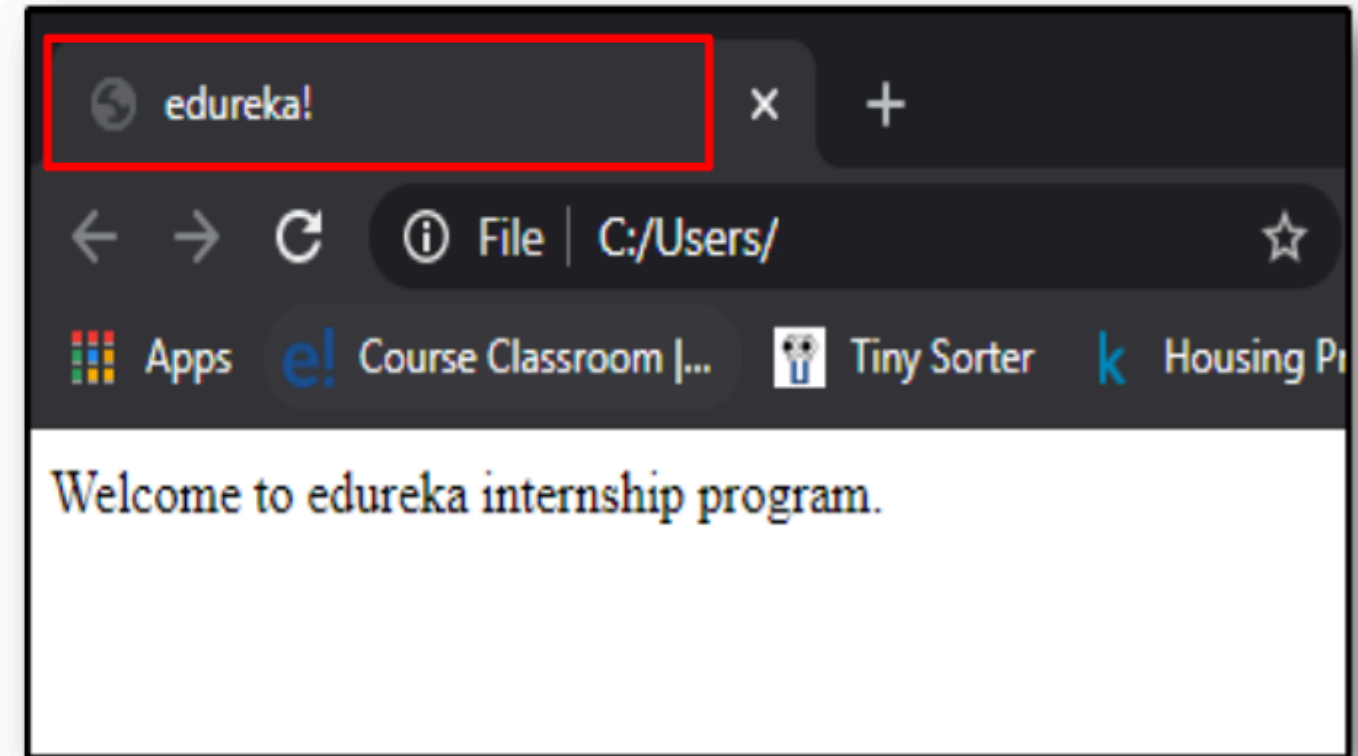 edureka!
File C:/Users/
Apps e! Course Classroom |... Tiny Sorter k Housing Pr
Welcome to edureka internship program.